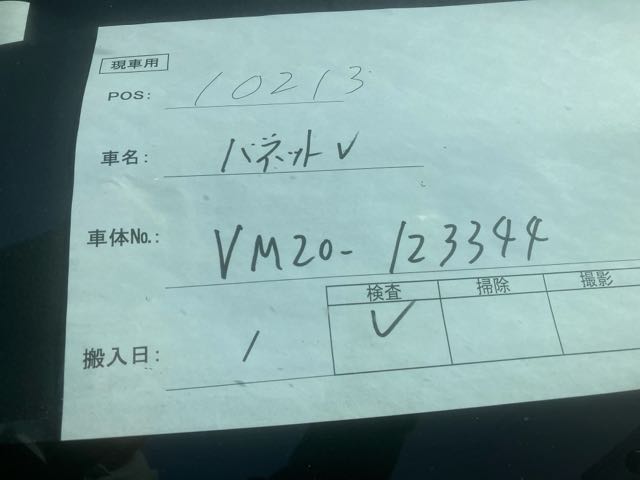 現車用
POS: 10213
車名: バネットV
車体No.: VM20-123344
検査 掃除 撮影
搬入日: / ✓